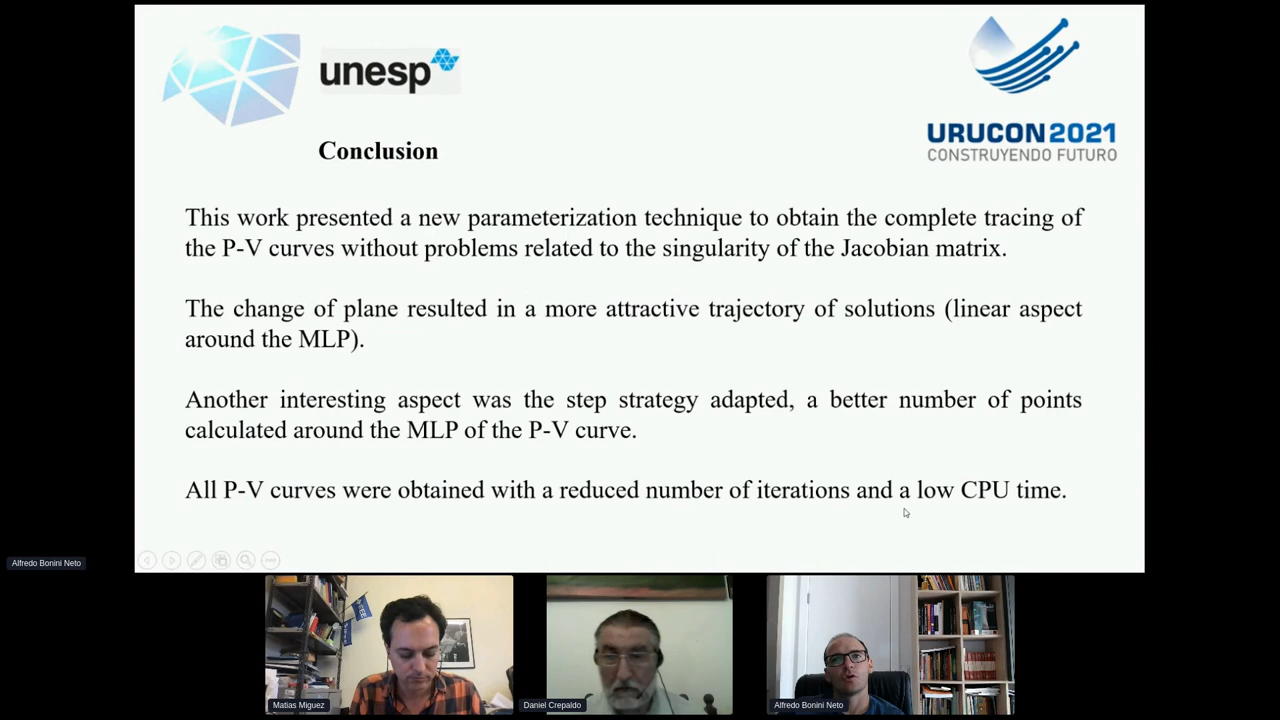 unesp
URUCON 2021
CONSTRUYENDO FUTURO
Conclusion
This work presented a new parameterization technique to obtain the complete tracing of
the P-V curves without problems related to the singularity of the Jacobian matrix.
The change of plane resulted in a more attractive trajectory of solutions (linear aspect
around the MLP).
Another interesting aspect was the step strategy adapted, a better number of points
calculated around the MLP of the P-V curve.
All P-V curves were obtained with a reduced number of iterations and a low CPU time.
Alfredo Bonini Neto
IEEE
Matias Miguez
Daniel Crepaldo
Alfredo Bonini Neto